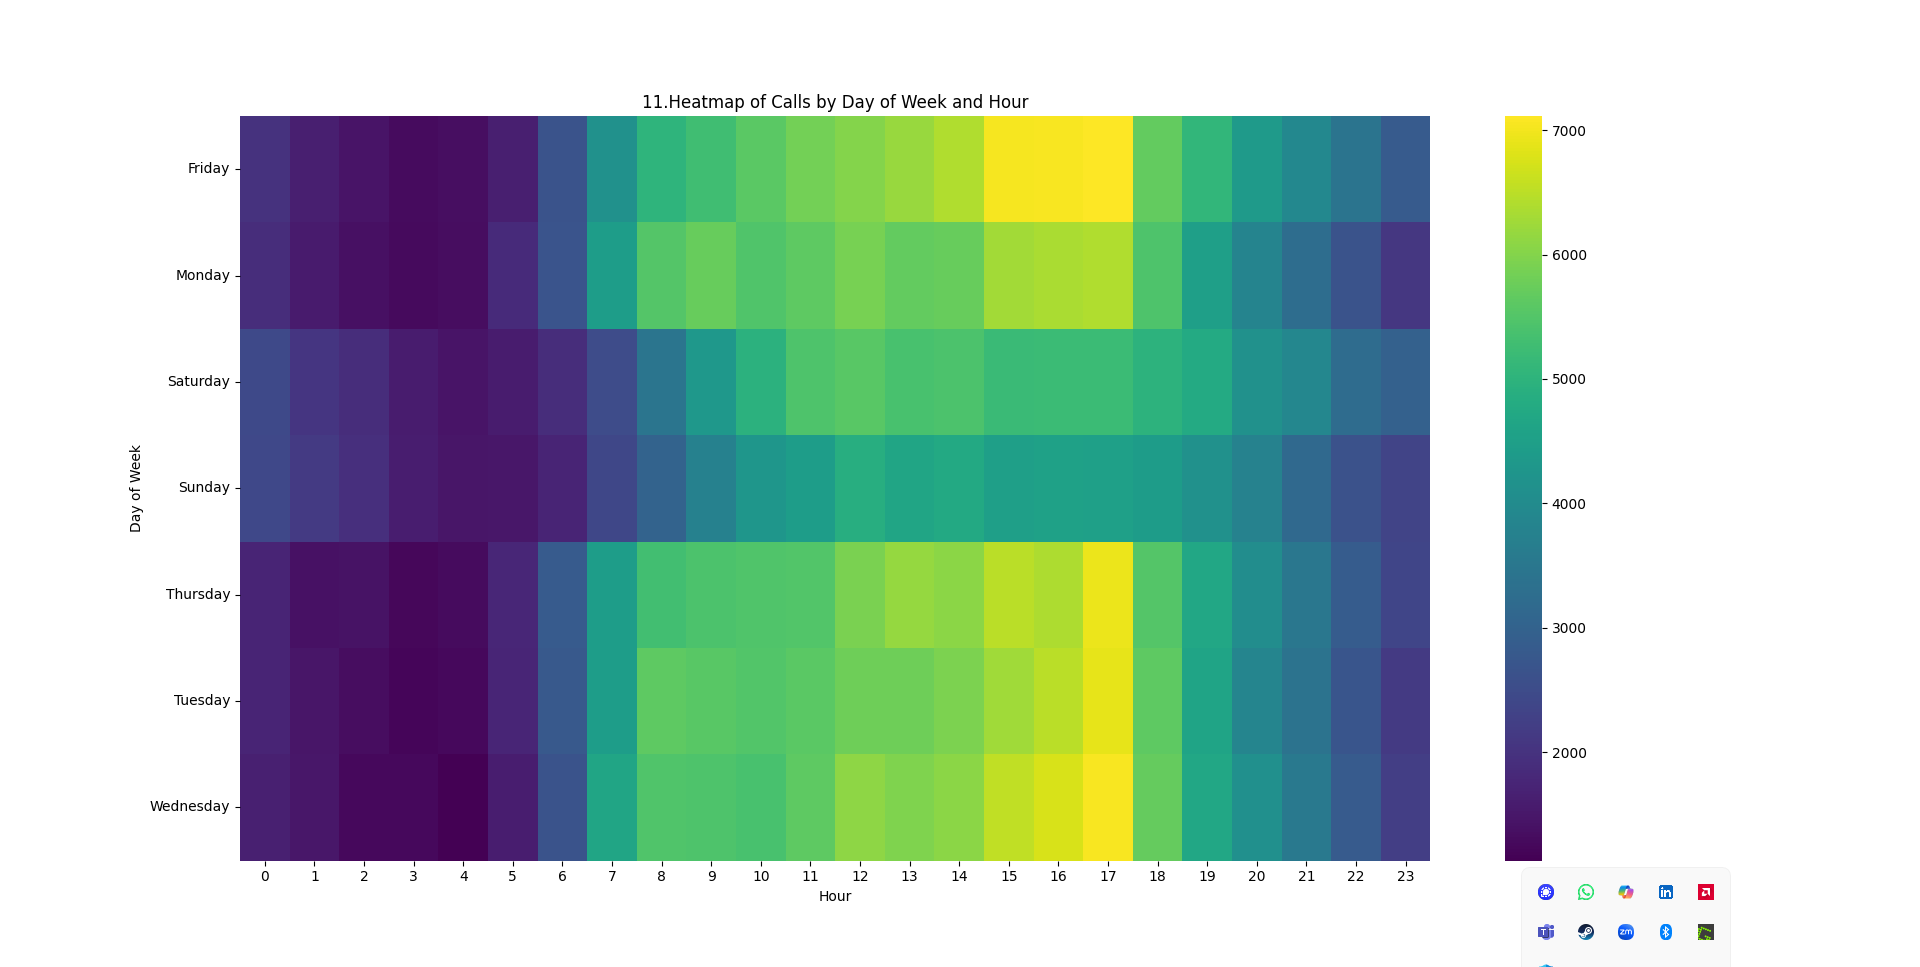 11.Heatmap of Calls by Day of Week and Hour
Day of Week
Friday
Monday
Saturday
Sunday
Thursday
Tuesday
Wednesday
0 1 2 3 4 5 6 7 8 9 10 11 12 13 14 15 16 17 18 19 20 21 22 23
Hour
7000
6000
5000
4000
3000
2000
in
T
zm